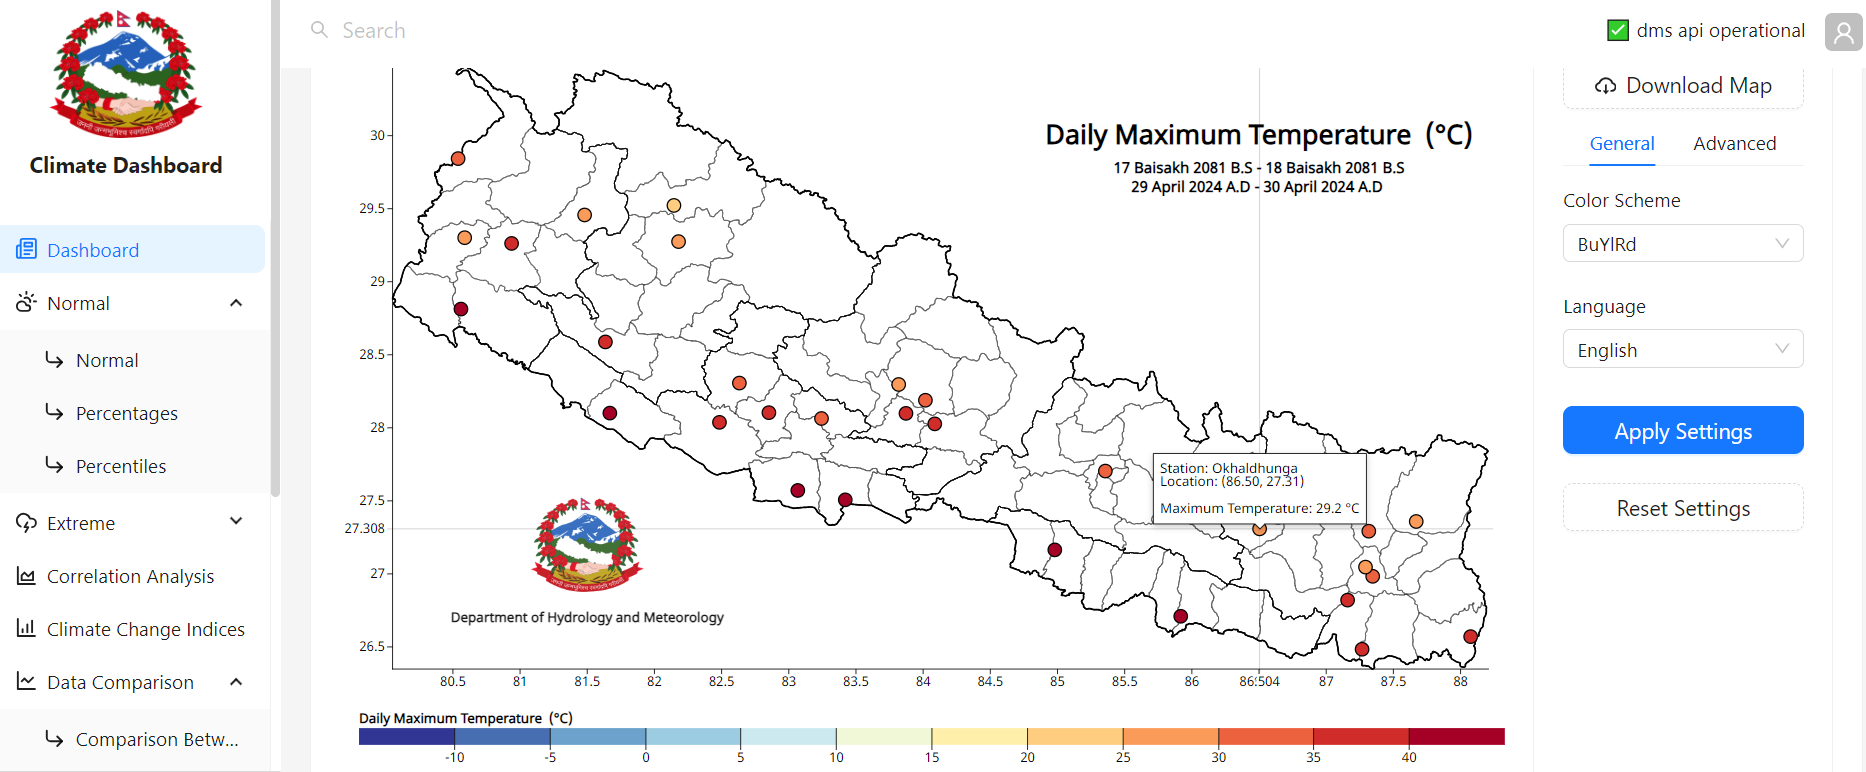 Search
dms api operational
Climate Dashboard
Dashboard
Normal
Normal
Percentages
Percentiles
Extreme
Correlation Analysis
Climate Change Indices
Data Comparison
Comparison Betw...
Daily Maximum Temperature (°C)
17 Baisakh 2081 B.S - 18 Baisakh 2081 B.S
29 April 2024 A.D - 30 April 2024 A.D
30
29.5
29
28.5
28
27.5
27.308
27
26.5
Station: Okhaldhunga
Location: (86.50, 27.31)
Maximum Temperature: 29.2 °C
Department of Hydrology and Meteorology
80.5 81 81.5 82 82.5 83 83.5 84 84.5 85 85.5 86 86.504 87 87.5 88
Daily Maximum Temperature (°C)
-10 -5 0 5 10 15 20 25 30 35 40
Download Map
General Advanced
Color Scheme
BuYlRd
Language
English
Apply Settings
Reset Settings